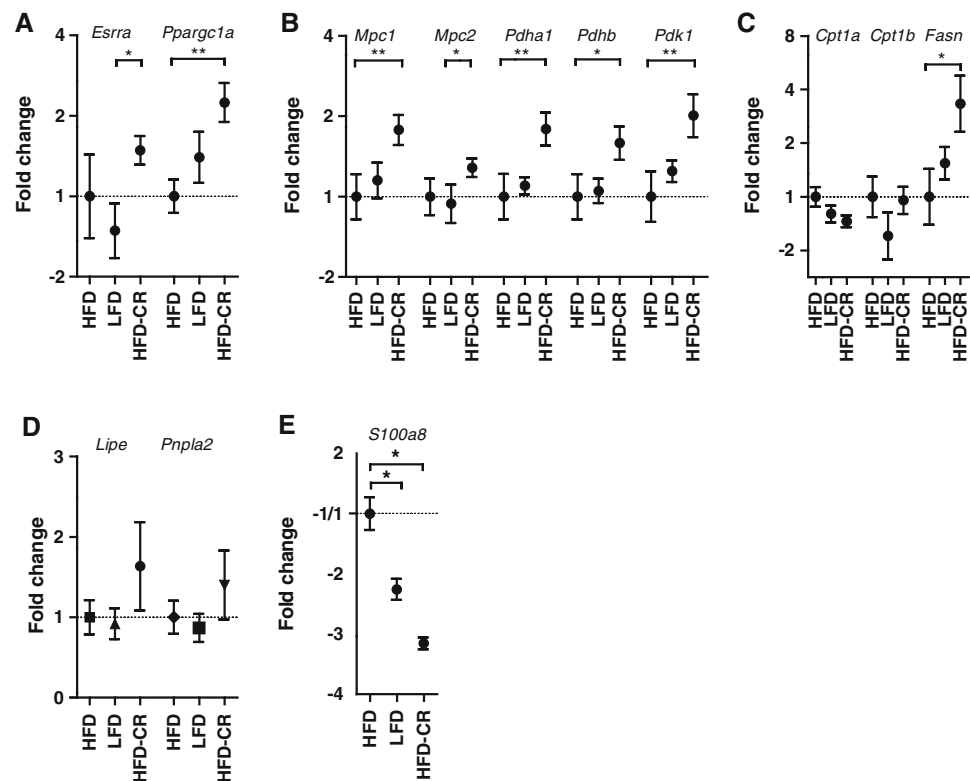 A
Esrra Ppargc1a
* **
Fold change
4
2
1
-2
HFD LFD HFD-CR HFD LFD HFD-CR
B
Mpc1 Mpc2 Pdha1 Pdhb Pdk1
** * ** * **
Fold change
4
2
1
-2
HFD LFD HFD-CR HFD LFD HFD-CR HFD LFD HFD-CR HFD LFD HFD-CR HFD LFD HFD-CR
C
Cpt1a Cpt1b Fasn
*
Fold change
8
4
2
1
-2
HFD LFD HFD-CR HFD LFD HFD-CR HFD LFD HFD-CR
D
Lipe Pnpla2
Fold change
3
2
1
0
HFD LFD HFD-CR HFD LFD HFD-CR
E
S100a8
*
*
Fold change
2
-1/1
-2
-3
-4
HFD LFD HFD-CR